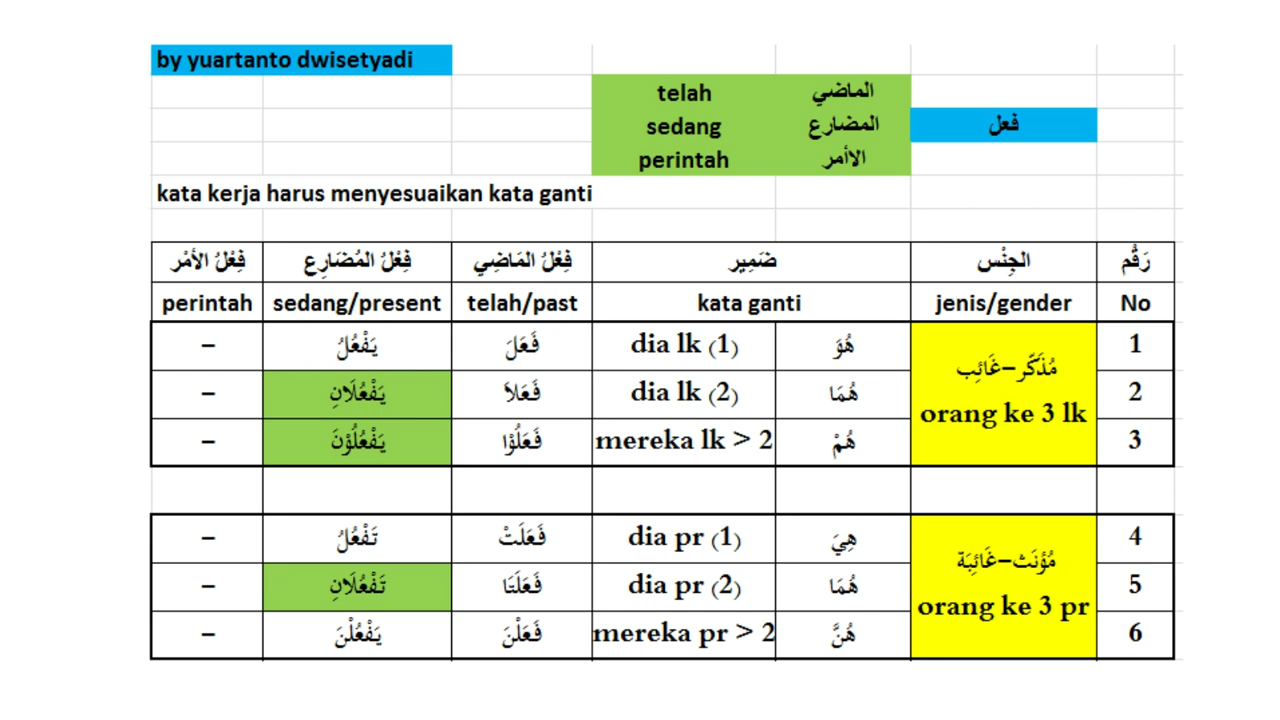 by yuartanto dwisetyadi
telah الماضي
sedang المضارع فعل
perintah الاأمر
kata kerja harus menyesuaikan kata ganti
فِعْلُ الأمْر فِعْلُ المُضَارِع فِعْلُ المَاضِي ضَمِير الجِنْس رَقْم
perintah sedang/present telah/past kata ganti jenis/gender No
– يَفْعُلُ فَعَلَ dia lk (1) هُوَ 1
مُذَكّر–غَائِب
– يَفْعُلَانِ فَعَلاَ dia lk (2) هُمَا 2
orang ke 3 lk
– يَفْعُلُوْنَ فَعَلُوْا mereka lk > 2 هُمْ 3
– تَفْعُلُ فَعَلَتْ dia pr (1) هِيَ 4
مُؤنَث–غَائِبَة
– تَفْعُلَانِ فَعَلَتَا dia pr (2) هُمَا 5
orang ke 3 pr
– يَفْعُلْنَ فَعَلْنَ mereka pr > 2 هُنَّ 6